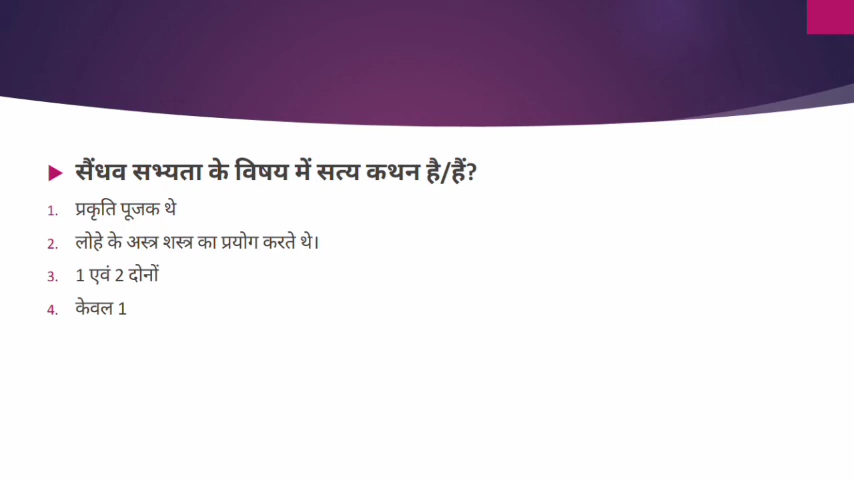 सैंधव सभ्यता के विषय में सत्य कथन है/हैं?
1. प्रकृति पूजक थे
2. लोहे के अस्त्र शस्त्र का प्रयोग करते थे।
3. 1 एवं 2 दोनों
4. केवल 1